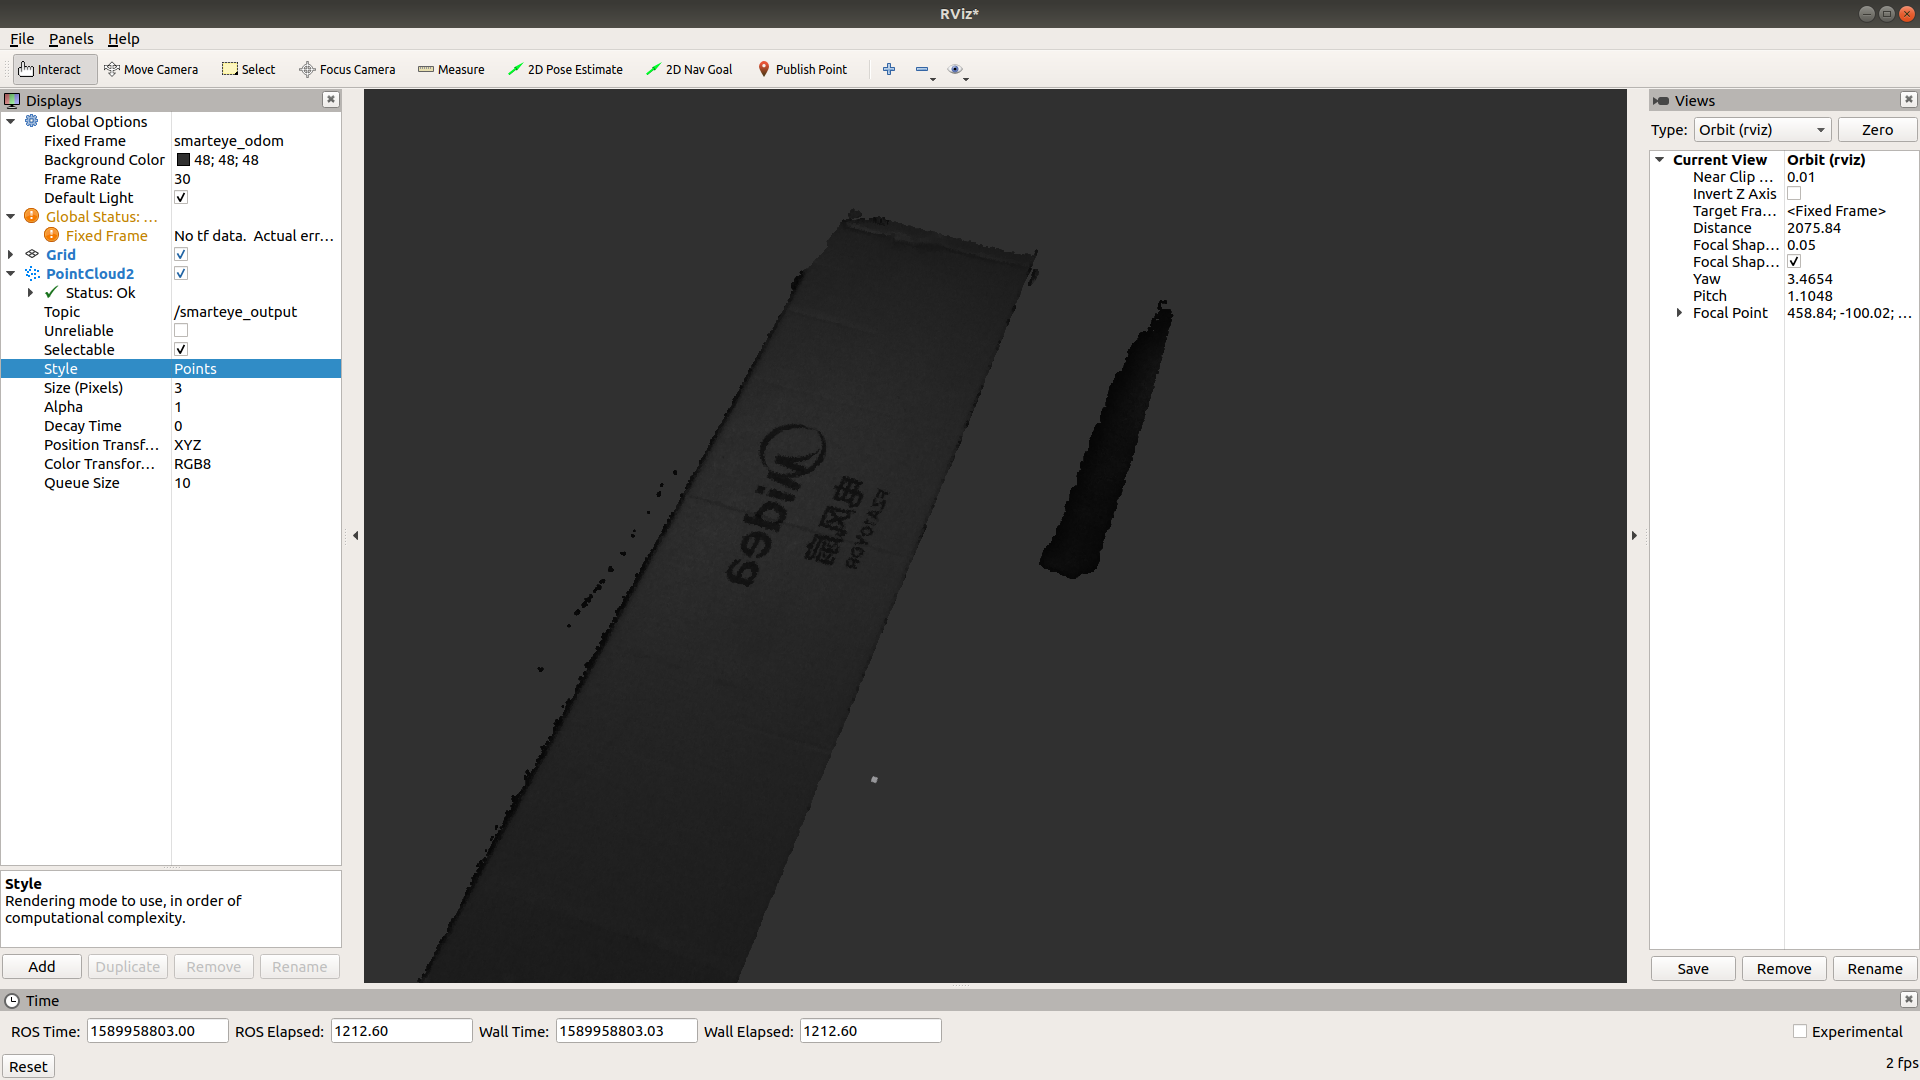 RViz*
File Panels Help
Interact Move Camera Select Focus Camera Measure 2D Pose Estimate 2D Nav Goal Publish Point
Displays
Global Options
Fixed Frame smarteye_odom
Background Color 48; 48; 48
Frame Rate 30
Default Light
Global Status: ...
Fixed Frame No tf data. Actual err...
Grid
PointCloud2
Status: Ok
Topic /smarteye_output
Unreliable
Selectable
Style Points
Size (Pixels) 3
Alpha 1
Decay Time 0
Position Transf... XYZ
Color Transfor... RGB8
Queue Size 10
Style
Rendering mode to use, in order of
computational complexity.
Add Duplicate Remove Rename
Midea
Views
Type: Orbit (rviz) Zero
Current View Orbit (rviz)
Near Clip ... 0.01
Invert Z Axis
Target Fra... <Fixed Frame>
Distance 2075.84
Focal Shap... 0.05
Focal Shap...
Yaw 3.4654
Pitch 1.1048
Focal Point 458.84; -100.02; ...
Save Remove Rename
Time
ROS Time: 1589958803.00 ROS Elapsed: 1212.60 Wall Time: 1589958803.03 Wall Elapsed: 1212.60 Experimental
Reset 2 fps